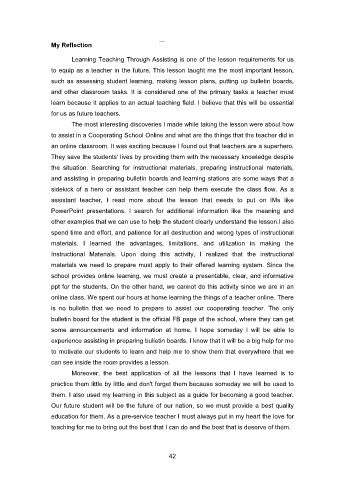 My Reflection
Learning Teaching Through Assisting is one of the lesson requirements for us
to equip as a teacher in the future. This lesson taught me the most important lesson,
such as assessing student learning, making lesson plans, putting up bulletin boards,
and other classroom tasks. It is considered one of the primary tasks a teacher must
learn because it applies to an actual teaching field. I believe that this will be essential
for us as future teachers.
The most interesting discoveries I made while taking the lesson were about how
to assist in a Cooperating School Online and what are the things that the teacher did in
an online classroom. It was exciting because I found out that teachers are a superhero.
They save the students' lives by providing them with the necessary knowledge despite
the situation. Searching for instructional materials, preparing instructional materials,
and assisting in preparing bulletin boards and learning stations are some ways that a
sidekick of a hero or assistant teacher can help them execute the class flow. As a
assistant teacher, I read more about the lesson that needs to put on IMs like
PowerPoint presentations. I search for additional information like the meaning and
other examples that we can use to help the student clearly understand the lesson.I also
spend time and effort, and patience for all destruction and wrong types of instructional
materials. I learned the advantages, limitations, and utilization in making the
Instructional Materials. Upon doing this activity, I realized that the instructional
materials we need to prepare must apply to their offered learning system. Since the
school provides online learning, we must create a presentable, clear, and informative
ppt for the students. On the other hand, we cannot do this activity since we are in an
online class. We spent our hours at home learning the things of a teacher online. There
is no bulletin that we need to prepare to assist our cooperating teacher. The only
bulletin board for the student is the official FB page of the school, where they can get
some announcements and information at home. I hope someday I will be able to
experience assisting in preparing bulletin boards. I know that it will be a big help for me
to motivate our students to learn and help me to show them that everywhere that we
can see inside the room provides a lesson.
Moreover, the best application of all the lessons that I have learned is to
practice them little by little and don't forget them because someday we will be used to
them. I also used my learning in this subject as a guide for becoming a good teacher.
Our future student will be the future of our nation, so we must provide a best quality
education for them. As a pre-service teacher I must always put in my heart the love for
teaching for me to bring out the best that I can do and the best that is deserve of them.
42